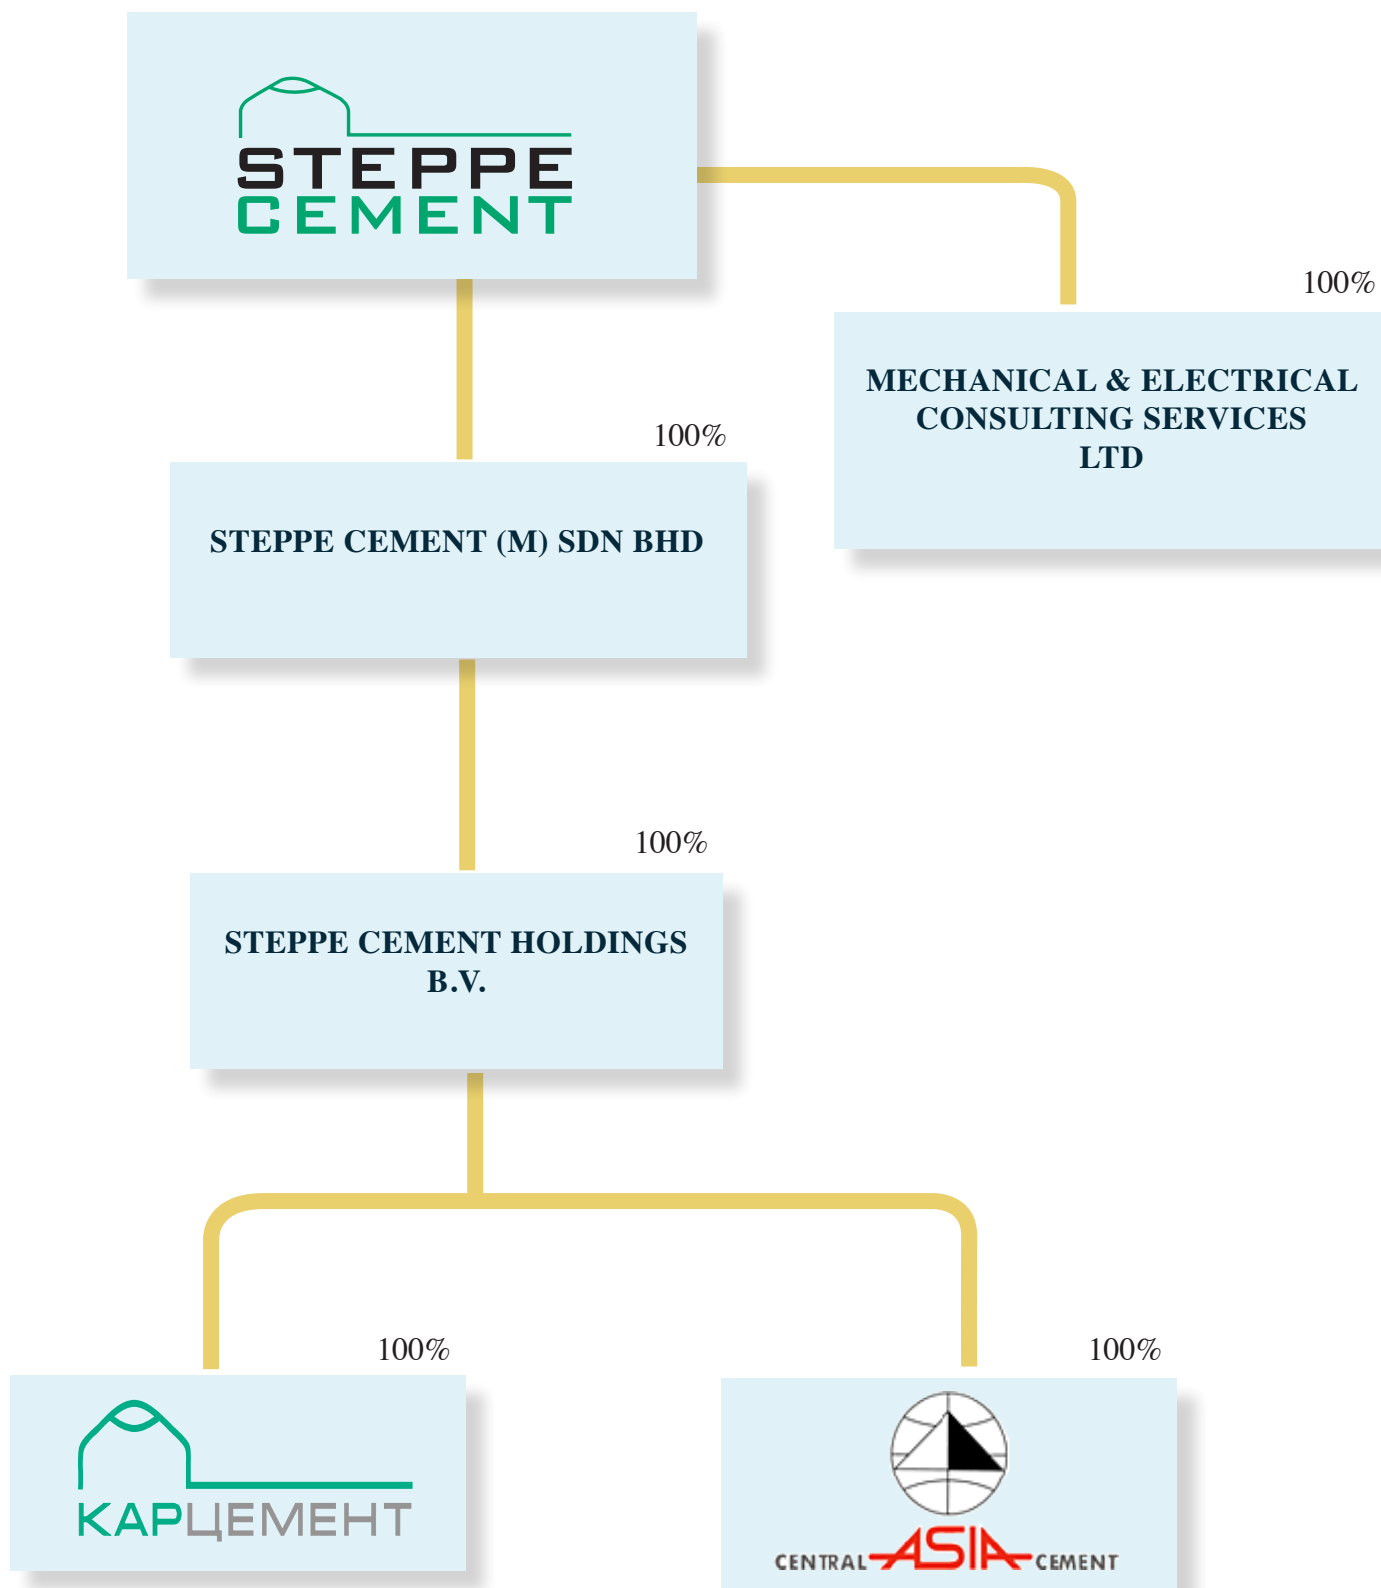 STEPPE
CEMENT
100%
MECHANICAL & ELECTRICAL
CONSULTING SERVICES
LTD
100%
STEPPE CEMENT (M) SDN BHD
100%
STEPPE CEMENT HOLDINGS
B.V.
100%
КАРЦЕМЕНТ
100%
CENTRAL ASIA CEMENT